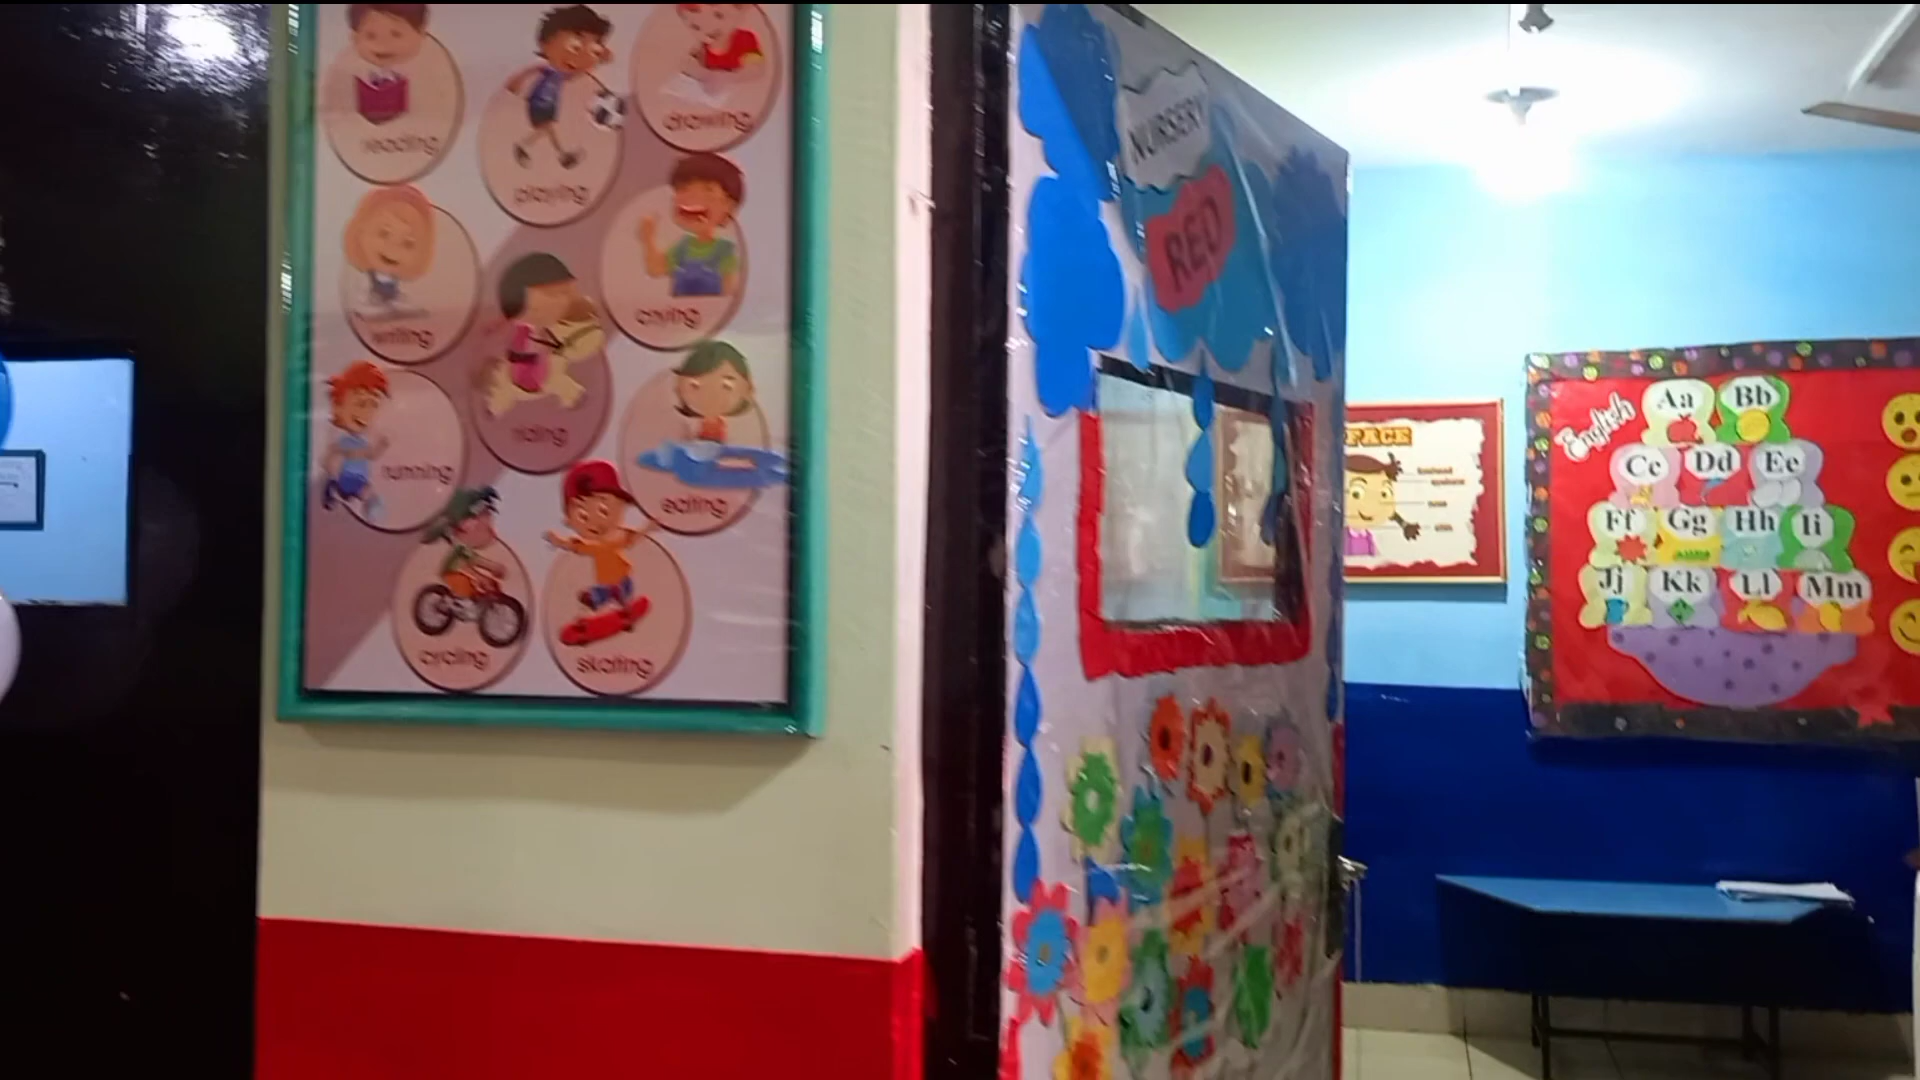 reading
playing
drawing
writing
riding
crying
running
eating
cycling
skating
NURSERY
RED
FACE
English
Aa Bb
Cc Dd Ee
Ff Gg Hh Ii
Jj Kk Ll Mm